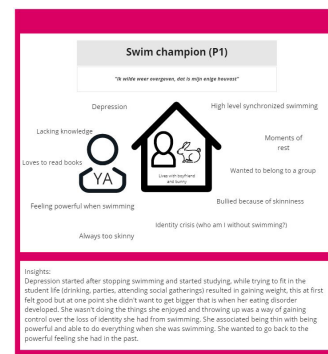 Swim champion (P1)
"Ik wilde weer overgeven, dat is mijn enige houvast"
Depression
High level synchronized swimming
Lacking knowledge
Moments of
rest
Loves to read books
YA
Lives with boyfriend
and bunny
Wanted to belong to a group
Feeling powerful when swimming
Bullied because of skinniness
Identity crisis (who am I without swimming?)
Always too skinny
Insights:
Depression started after stopping swimming and started studying, while trying to fit in the
student life (drinking, parties, attending social gatherings) resulted in gaining weight, this at first
felt good but at one point she didn't want to get bigger that is when her eating disorder
developed. She wasn't doing the things she enjoyed and throwing up was a way of gaining
control over the loss of identity she had from swimming. She associated being thin with being
powerful and able to do everything when she was swimming. She wanted to go back to the
powerful feeling she had in the past.